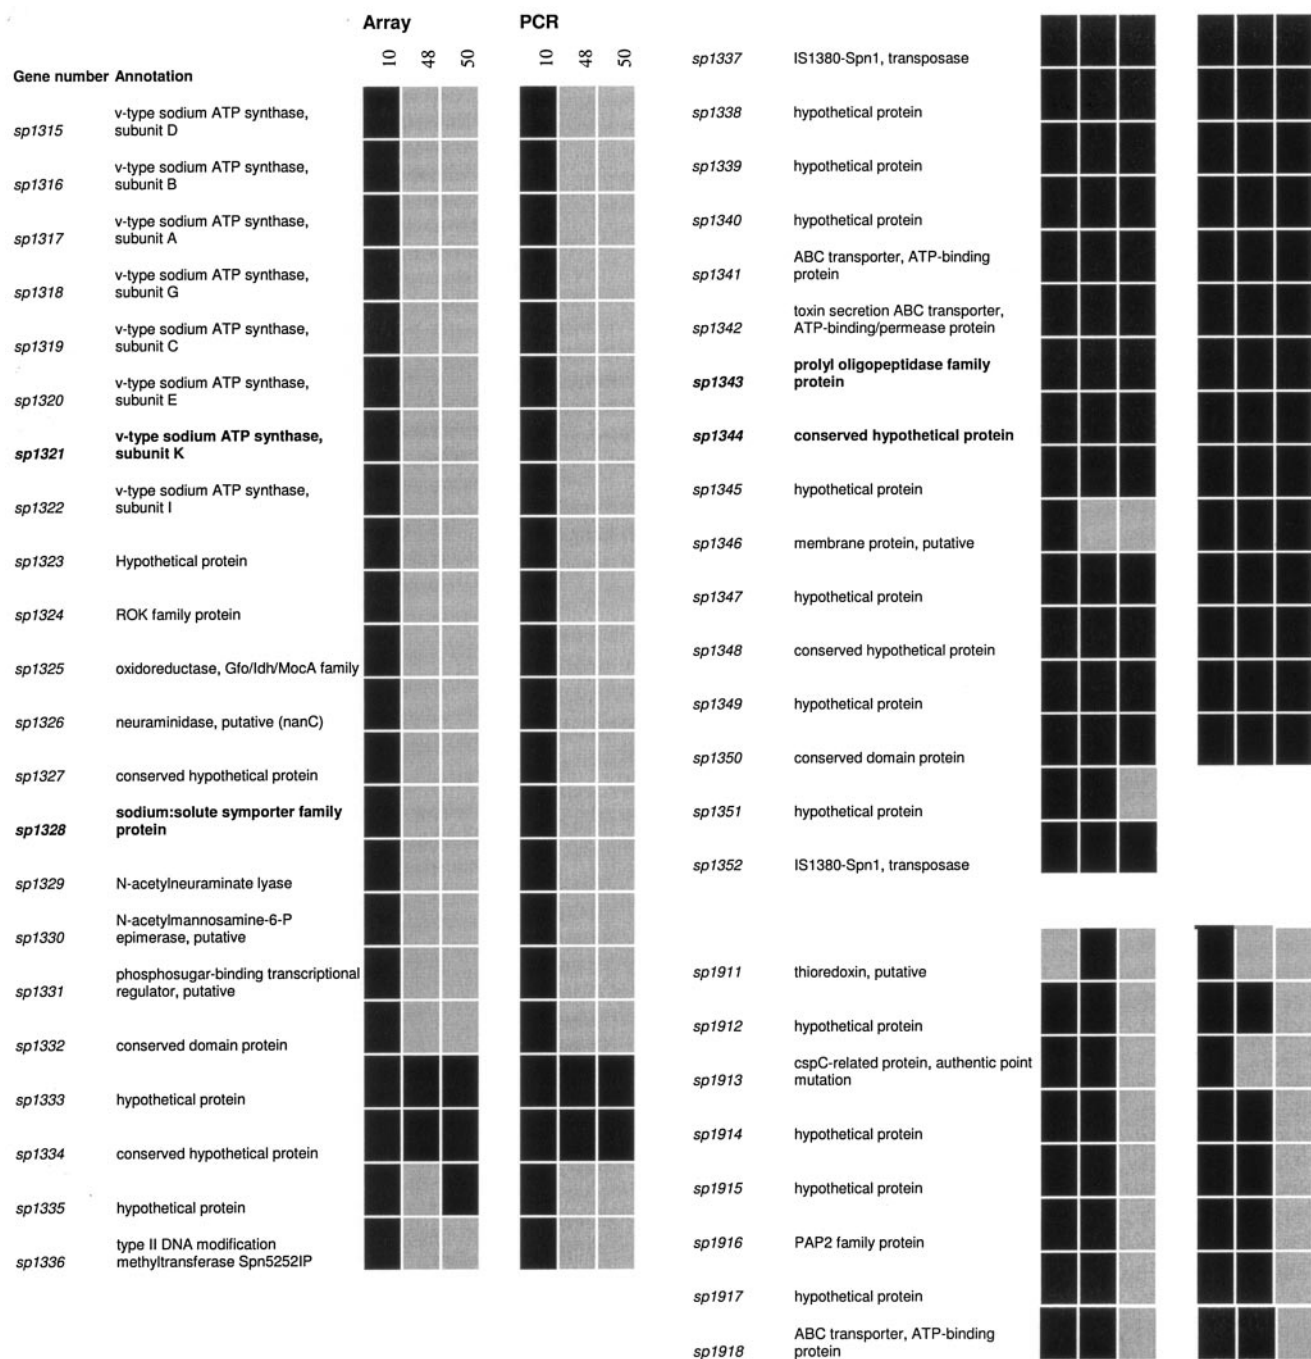 Array PCR
10 48 50 10 48 50
Gene number Annotation
v-type sodium ATP synthase,
sp1315 subunit D
v-type sodium ATP synthase,
sp1316 subunit B
v-type sodium ATP synthase,
sp1317 subunit A
v-type sodium ATP synthase,
sp1318 subunit G
v-type sodium ATP synthase,
sp1319 subunit C
v-type sodium ATP synthase,
sp1320 subunit E
v-type sodium ATP synthase,
sp1321 subunit K
v-type sodium ATP synthase,
sp1322 subunit I
sp1323 Hypothetical protein
sp1324 ROK family protein
sp1325 oxidoreductase, Gfo/Idh/MocA family
sp1326 neuraminidase, putative (nanC)
sp1327 conserved hypothetical protein
sodium:solute symporter family
sp1328 protein
sp1329 N-acetylneuraminate lyase
N-acetylmannosamine-6-P
sp1330 epimerase, putative
phosphosugar-binding transcriptional
sp1331 regulator, putative
sp1332 conserved domain protein
sp1333 hypothetical protein
sp1334 conserved hypothetical protein
sp1335 hypothetical protein
type II DNA modification
sp1336 methyltransferase Spn5252IP
sp1337 IS1380-Spn1, transposase
sp1338 hypothetical protein
sp1339 hypothetical protein
sp1340 hypothetical protein
ABC transporter, ATP-binding
sp1341 protein
toxin secretion ABC transporter,
sp1342 ATP-binding/permease protein
prolyl oligopeptidase family
sp1343 protein
sp1344 conserved hypothetical protein
sp1345 hypothetical protein
sp1346 membrane protein, putative
sp1347 hypothetical protein
sp1348 conserved hypothetical protein
sp1349 hypothetical protein
sp1350 conserved domain protein
sp1351 hypothetical protein
sp1352 IS1380-Spn1, transposase
sp1911 thioredoxin, putative
sp1912 hypothetical protein
cspC-related protein, authentic point
sp1913 mutation
sp1914 hypothetical protein
sp1915 hypothetical protein
sp1916 PAP2 family protein
sp1917 hypothetical protein
ABC transporter, ATP-binding
sp1918 protein